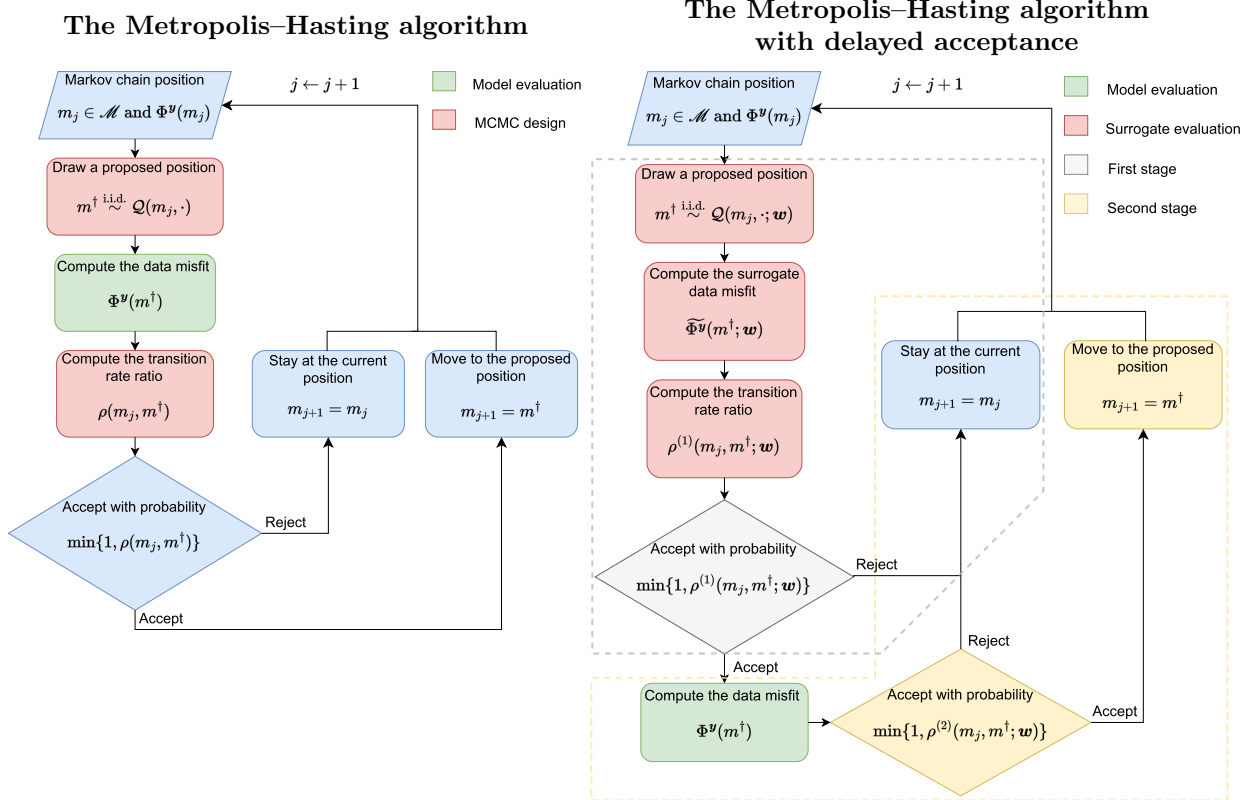 The Metropolis–Hasting algorithm
Markov chain position
m_j ∈ ℳ and Φ^y(m_j)
j ← j + 1
Model evaluation
MCMC design
Draw a proposed position
m^† i.i.d. ∼ 𝒬(m_j, ·)
Compute the data misfit
Φ^y(m^†)
Compute the transition
rate ratio
ρ(m_j, m^†)
Stay at the current
position
m_{j+1} = m_j
Move to the proposed
position
m_{j+1} = m^†
Accept with probability
min{1, ρ(m_j, m^†)}
Reject
Accept
The Metropolis–Hasting algorithm
with delayed acceptance
Markov chain position
m_j ∈ ℳ and Φ^y(m_j)
j ← j + 1
Model evaluation
Surrogate evaluation
First stage
Second stage
Draw a proposed position
m^† i.i.d. ∼ 𝒬(m_j, ·; w)
Compute the surrogate
data misfit
Φ̃^y(m^†; w)
Compute the transition
rate ratio
ρ^(1)(m_j, m^†; w)
Stay at the current
position
m_{j+1} = m_j
Move to the proposed
position
m_{j+1} = m^†
Accept with probability
min{1, ρ^(1)(m_j, m^†; w)}
Reject
Accept
Compute the data misfit
Φ^y(m^†)
Reject
Accept with probability
min{1, ρ^(2)(m_j, m^†; w)}
Accept